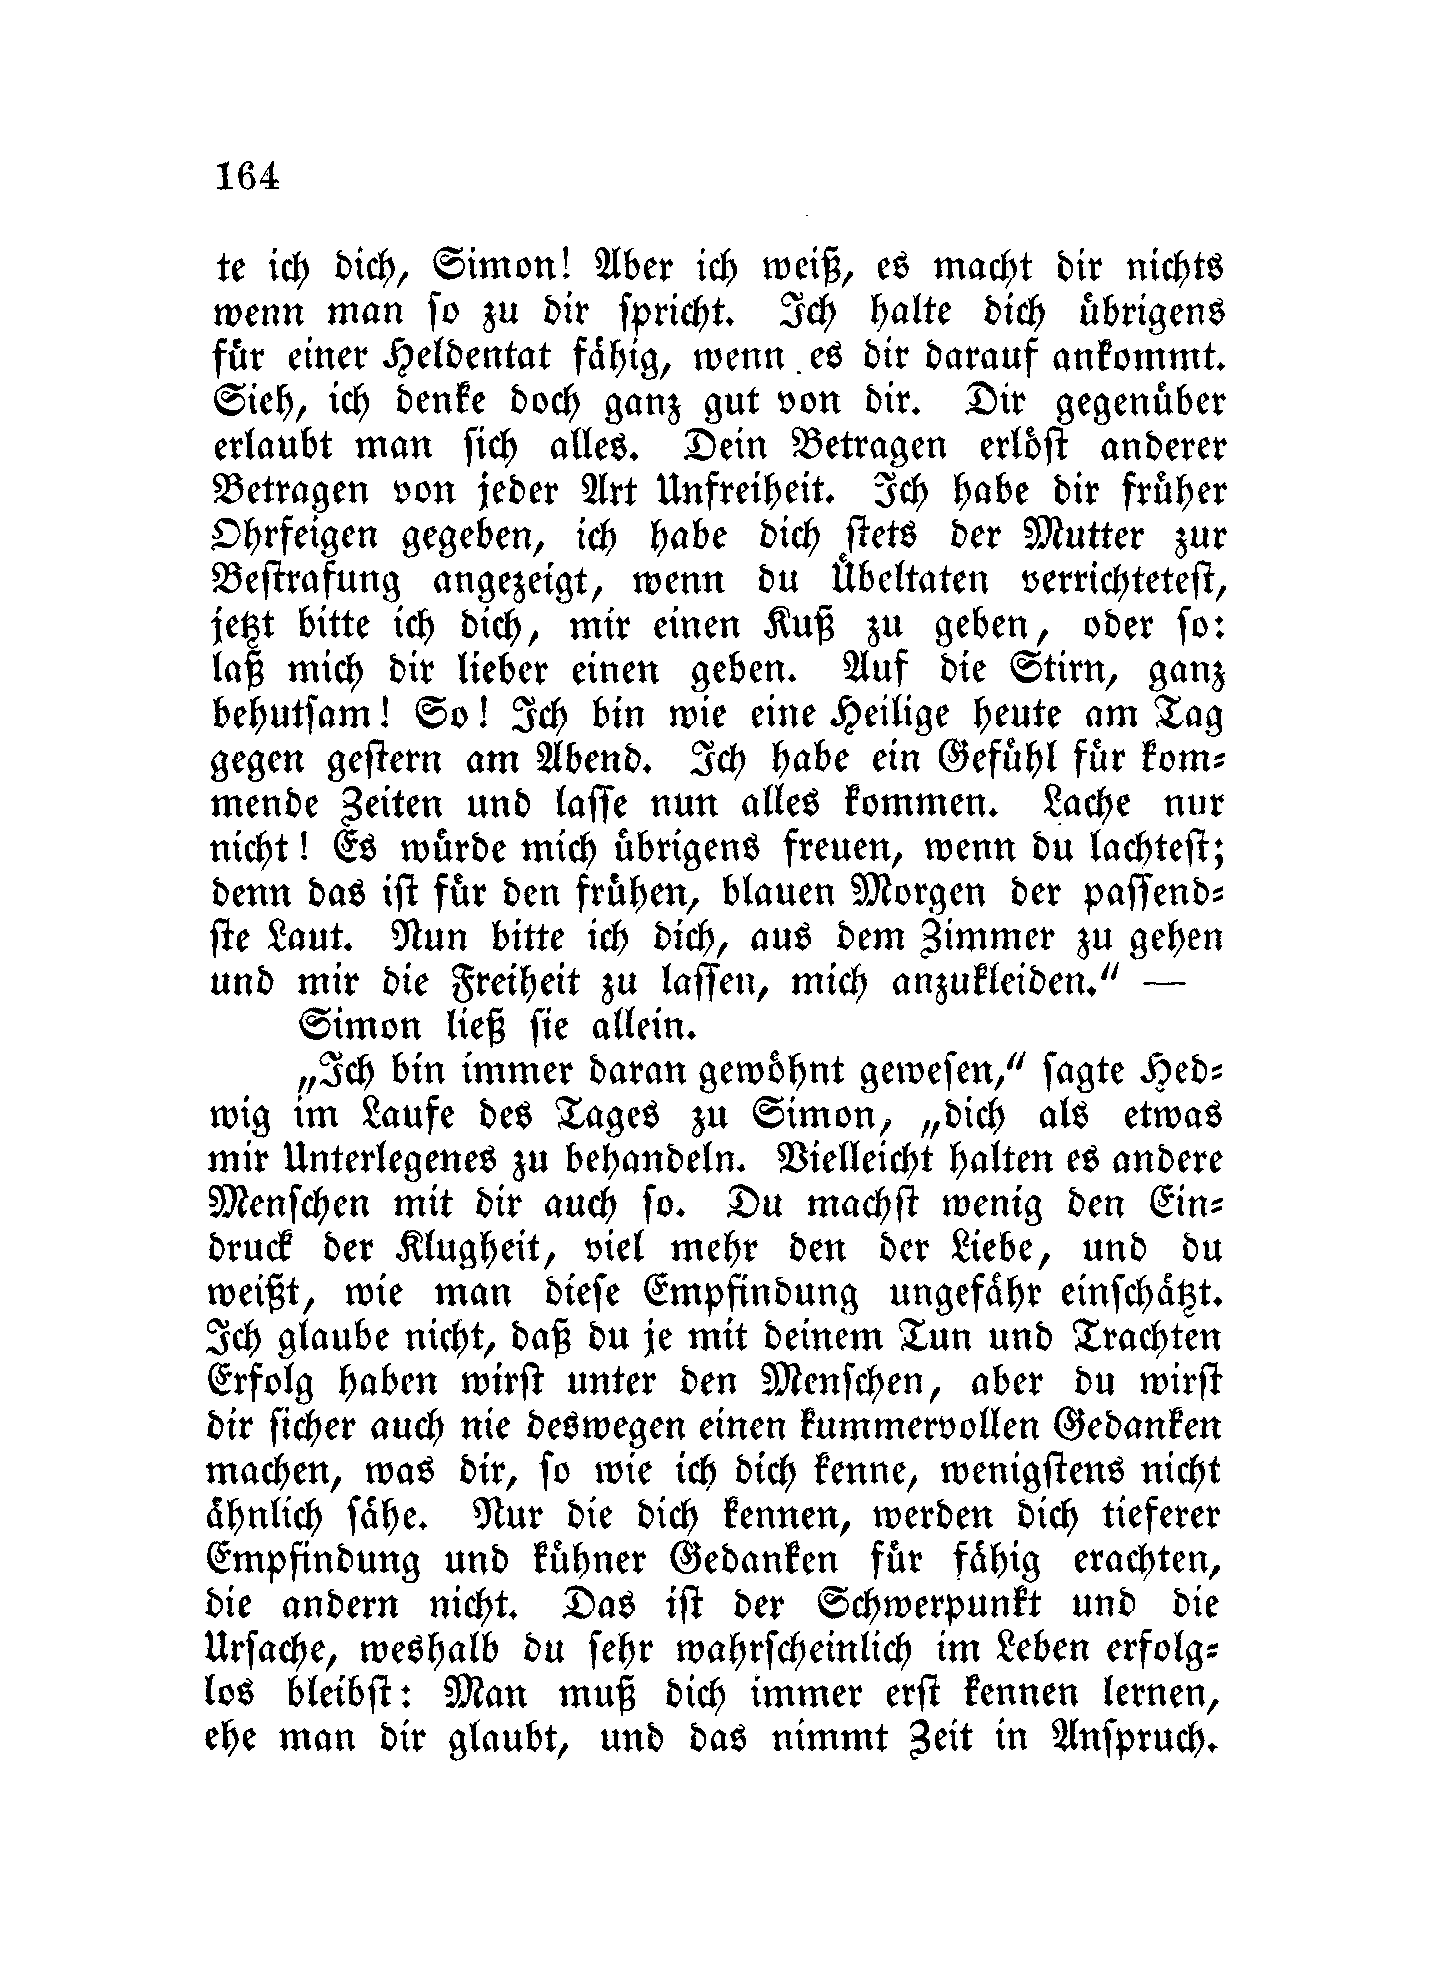 164
te ich dich, Simon! Aber ich weiß, es macht dir nichts
wenn man so zu dir spricht. Ich halte dich übrigens
für einer Heldentat fähig, wenn es dir darauf ankommt.
Sieh, ich denke doch ganz gut von dir. Dir gegenüber
erlaubt man sich alles. Dein Betragen erlöst anderer
Betragen von jeder Art Unfreiheit. Ich habe dir früher
Ohrfeigen gegeben, ich habe dich stets der Mutter zur
Bestrafung angezeigt, wenn du Übeltaten verrichtetest,
jetzt bitte ich dich, mir einen Kuß zu geben, oder so:
laß mich dir lieber einen geben. Auf die Stirn, ganz
behutsam! So! Ich bin wie eine Heilige heute am Tag
gegen gestern am Abend. Ich habe ein Gefühl für kom-
mende Zeiten und lasse nun alles kommen. Lache nur
nicht! Es würde mich übrigens freuen, wenn du lachtest;
denn das ist für den frühen, blauen Morgen der passend-
ste Laut. Nun bitte ich dich, aus dem Zimmer zu gehen
und mir die Freiheit zu lassen, mich anzukleiden.“ —
Simon ließ sie allein.
„Ich bin immer daran gewöhnt gewesen,“ sagte Hed-
wig im Laufe des Tages zu Simon, „dich als etwas
mir Unterlegenes zu behandeln. Vielleicht halten es andere
Menschen mit dir auch so. Du machst wenig den Ein-
druck der Klugheit, viel mehr den der Liebe, und du
weißt, wie man diese Empfindung ungefähr einschätzt.
Ich glaube nicht, daß du je mit deinem Tun und Trachten
Erfolg haben wirst unter den Menschen, aber du wirst
dir sicher auch nie deswegen einen kummervollen Gedanken
machen, was dir, so wie ich dich kenne, wenigstens nicht
ähnlich sähe. Nur die dich kennen, werden dich tieferer
Empfindung und kühner Gedanken für fähig erachten,
die andern nicht. Das ist der Schwerpunkt und die
Ursache, weshalb du sehr wahrscheinlich im Leben erfolg-
los bleibst: Man muß dich immer erst kennen lernen,
ehe man dir glaubt, und das nimmt Zeit in Anspruch.